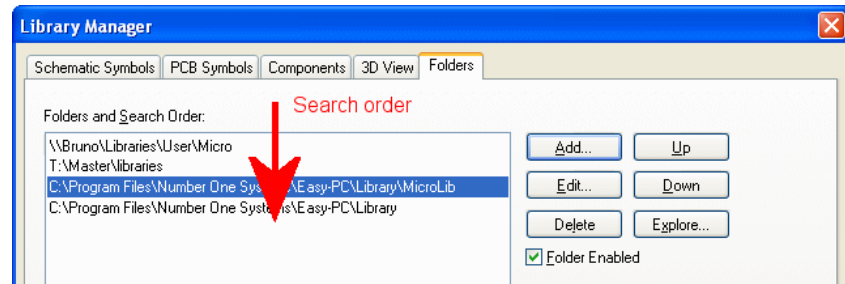 Library Manager
Schematic Symbols PCB Symbols Components 3D View Folders
Search order
Folders and Search Order:
\\Bruno\Libraries\User\Micro
T:\Master\libraries
C:\Program Files\Number One Systems\Easy-PC\Library\MicroLib
C:\Program Files\Number One Systems\Easy-PC\Library
Add... Up
Edit... Down
Delete Explore...
Folder Enabled